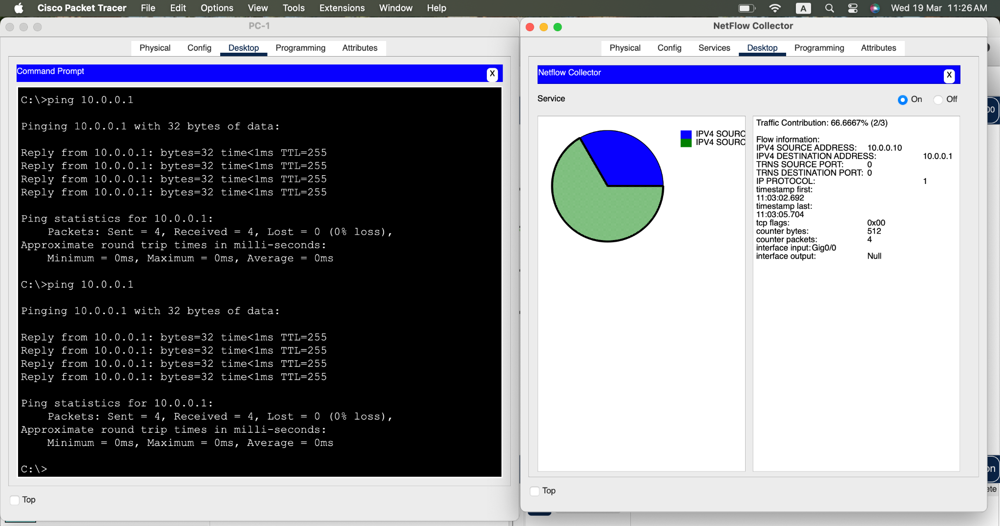 Cisco Packet Tracer File Edit Options View Tools Extensions Window Help A Wed 19 Mar 11:26 AM
PC-1
Physical Config Desktop Programming Attributes
Command Prompt X
C:\>ping 10.0.0.1
Pinging 10.0.0.1 with 32 bytes of data:
Reply from 10.0.0.1: bytes=32 time<1ms TTL=255
Reply from 10.0.0.1: bytes=32 time<1ms TTL=255
Reply from 10.0.0.1: bytes=32 time<1ms TTL=255
Reply from 10.0.0.1: bytes=32 time<1ms TTL=255
Ping statistics for 10.0.0.1:
Packets: Sent = 4, Received = 4, Lost = 0 (0% loss),
Approximate round trip times in milli-seconds:
Minimum = 0ms, Maximum = 0ms, Average = 0ms
C:\>ping 10.0.0.1
Pinging 10.0.0.1 with 32 bytes of data:
Reply from 10.0.0.1: bytes=32 time<1ms TTL=255
Reply from 10.0.0.1: bytes=32 time<1ms TTL=255
Reply from 10.0.0.1: bytes=32 time<1ms TTL=255
Reply from 10.0.0.1: bytes=32 time<1ms TTL=255
Ping statistics for 10.0.0.1:
Packets: Sent = 4, Received = 4, Lost = 0 (0% loss),
Approximate round trip times in milli-seconds:
Minimum = 0ms, Maximum = 0ms, Average = 0ms
C:\>
Top
NetFlow Collector
Physical Config Services Desktop Programming Attributes
Netflow Collector X
Service On Off
IPV4 SOURC
IPV4 SOURC
Traffic Contribution: 66.6667% (2/3)
Flow information:
IPV4 SOURCE ADDRESS: 10.0.0.10
IPV4 DESTINATION ADDRESS: 10.0.0.1
TRNS SOURCE PORT: 0
TRNS DESTINATION PORT: 0
IP PROTOCOL: 1
timestamp first:
11:03:02.692
timestamp last:
11:03:05.704
tcp flags: 0x00
counter bytes: 512
counter packets: 4
interface input: Gig0/0
interface output: Null
Top